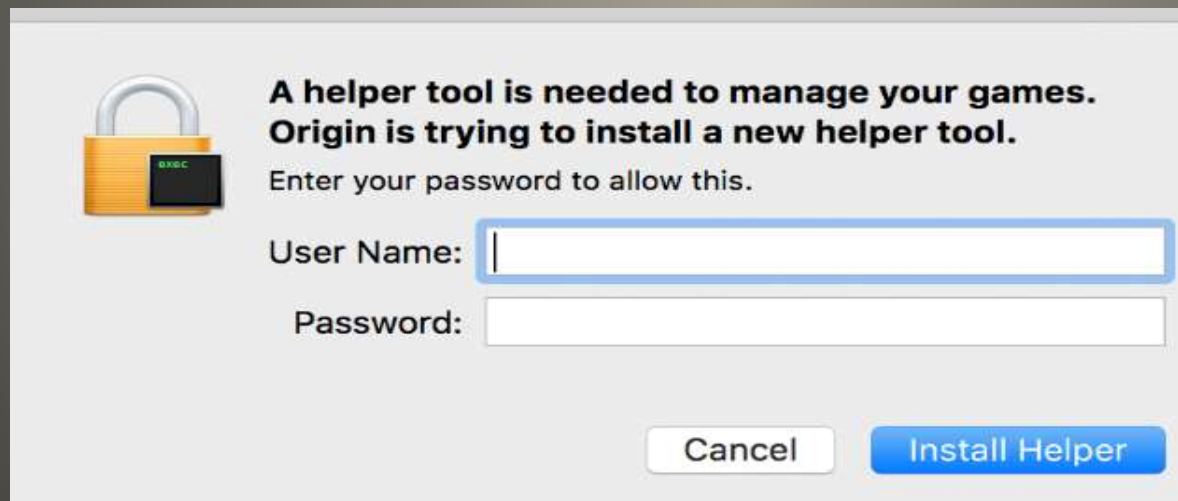 A helper tool is needed to manage your games.
Origin is trying to install a new helper tool.
Enter your password to allow this.
exec
User Name:
Password:
Cancel
Install Helper